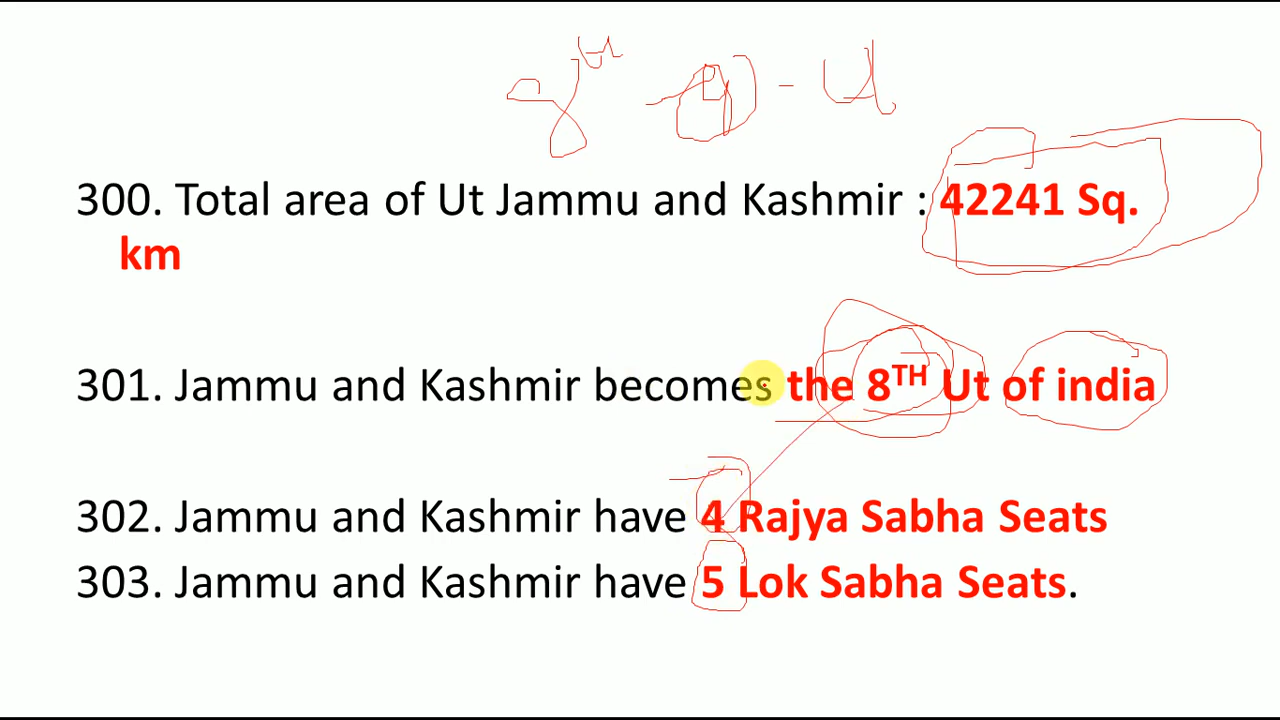 8th 9 - U
300. Total area of Ut Jammu and Kashmir : 42241 Sq.
km
301. Jammu and Kashmir becomes the 8TH Ut of india
302. Jammu and Kashmir have 4 Rajya Sabha Seats
303. Jammu and Kashmir have 5 Lok Sabha Seats.